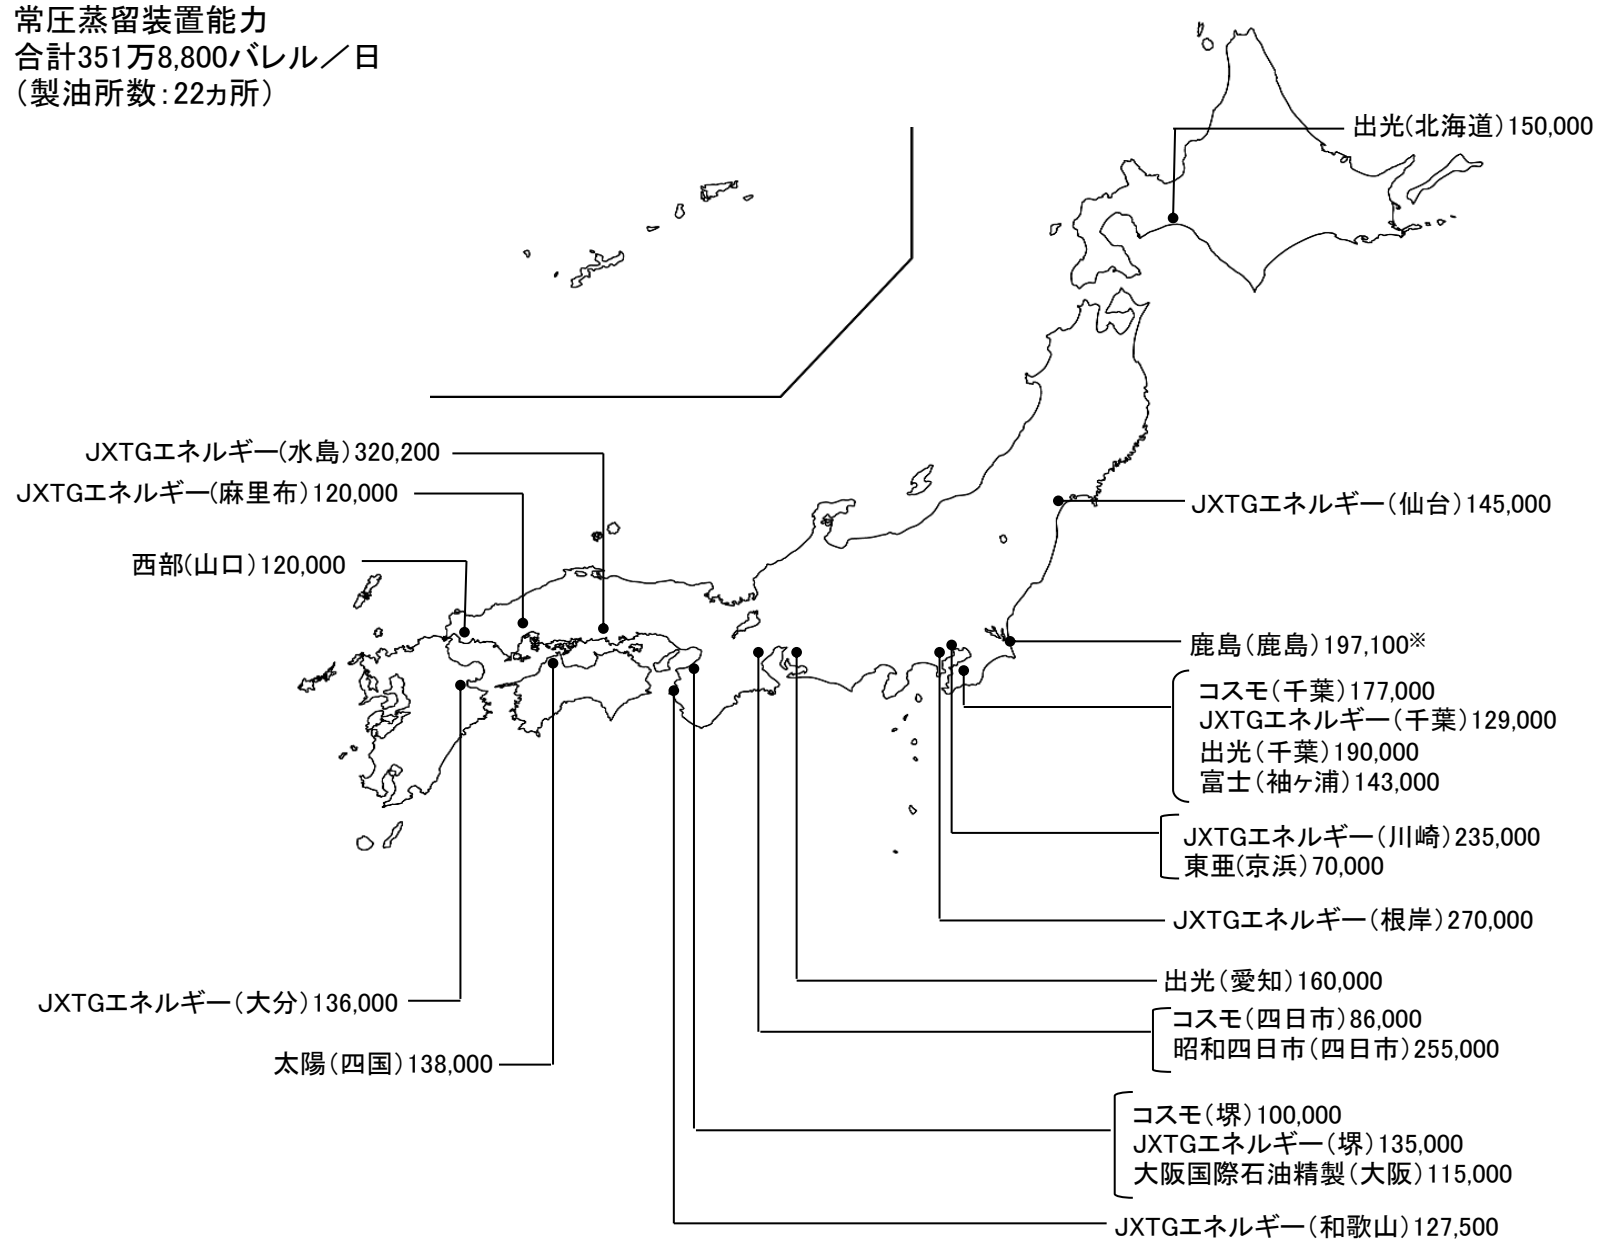 常圧蒸留装置能力
合計351万8,800バレル／日
（製油所数：22ヵ所）
出光(北海道)150,000
JXTGエネルギー(水島)320,200
JXTGエネルギー(麻里布)120,000
西部(山口)120,000
JXTGエネルギー(仙台)145,000
鹿島(鹿島)197,100※
コスモ(千葉)177,000
JXTGエネルギー(千葉)129,000
出光(千葉)190,000
富士(袖ヶ浦)143,000
JXTGエネルギー(川崎)235,000
東亜(京浜)70,000
JXTGエネルギー(根岸)270,000
出光(愛知)160,000
コスモ(四日市)86,000
昭和四日市(四日市)255,000
JXTGエネルギー(大分)136,000
太陽(四国)138,000
コスモ(堺)100,000
JXTGエネルギー(堺)135,000
大阪国際石油精製(大阪)115,000
JXTGエネルギー(和歌山)127,500